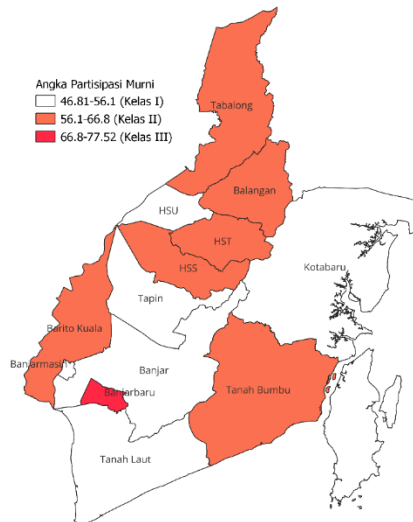 Angka Partisipasi Murni
46.81-56.1 (Kelas I)
56.1-66.8 (Kelas II)
66.8-77.52 (Kelas III)
Tabalong
Balangan
HSU
HST
HSS
Kotabaru
Tapin
Barito Kuala
Banjarmasin
Banjar
Banjarbaru
Tanah Bumbu
Tanah Laut